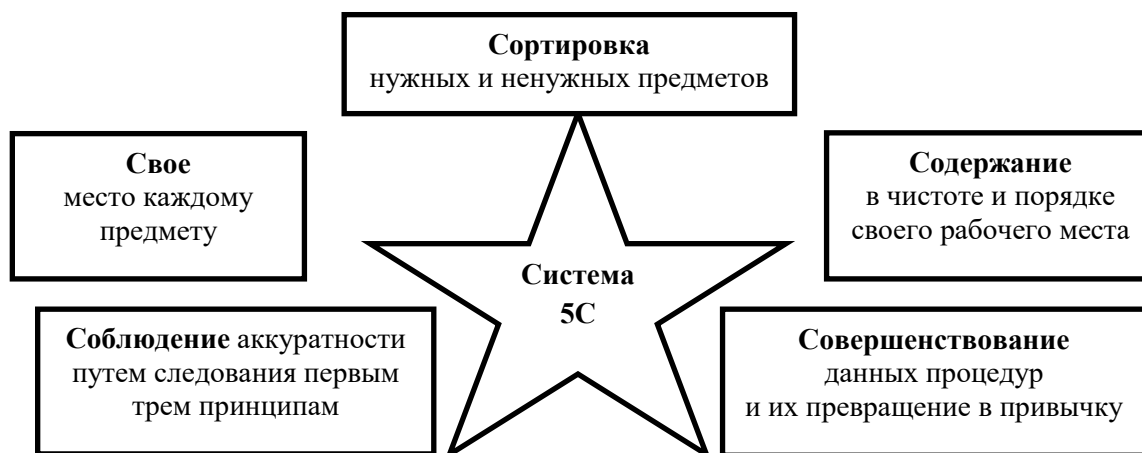 Сортировка
нужных и ненужных предметов
Свое
место каждому
предмету
Содержание
в чистоте и порядке
своего рабочего места
Система
5С
Соблюдение аккуратности
путем следования первым
трем принципам
Совершенствование
данных процедур
и их превращение в привычку